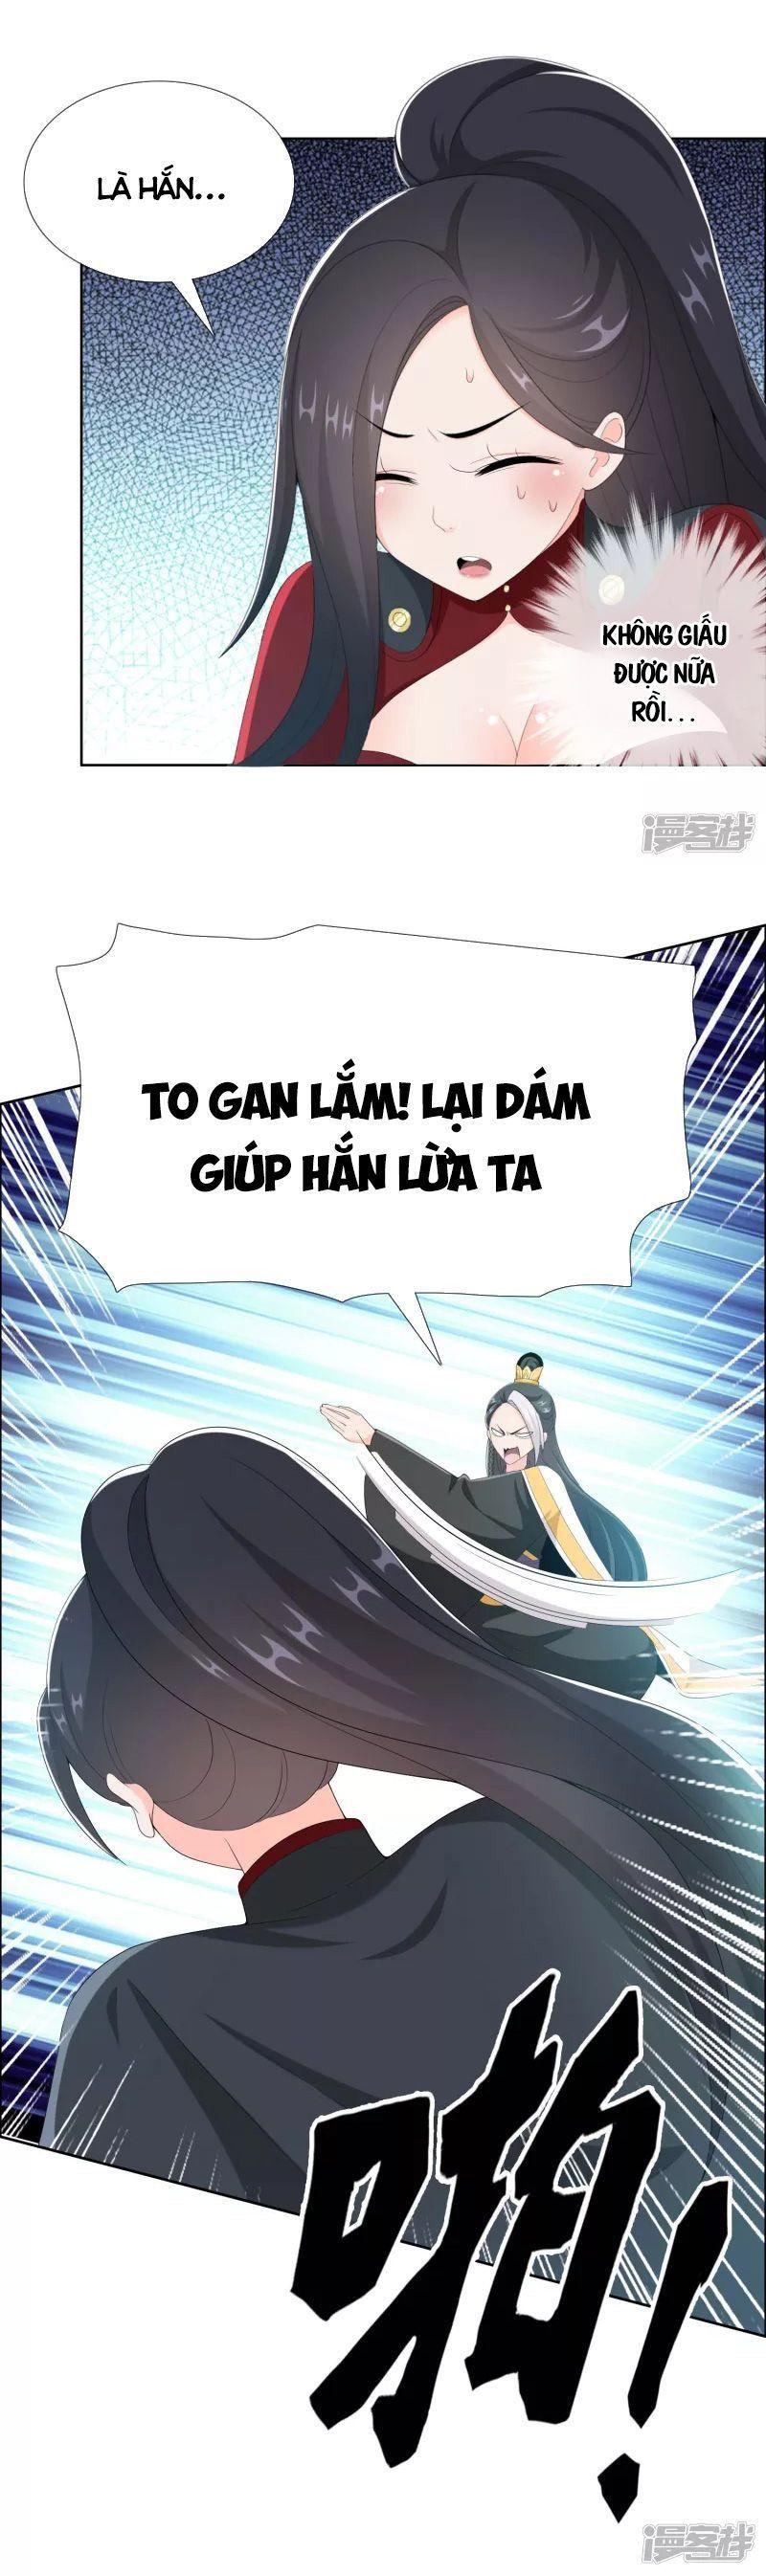 LÀ HẮN...
KHÔNG GIẤU
ĐƯỢC NỮA
RỒI...
漫客栈
TO GAN LẮM! LẠI DÁM
GIÚP HẮN LỪA TA
啪!
漫客栈